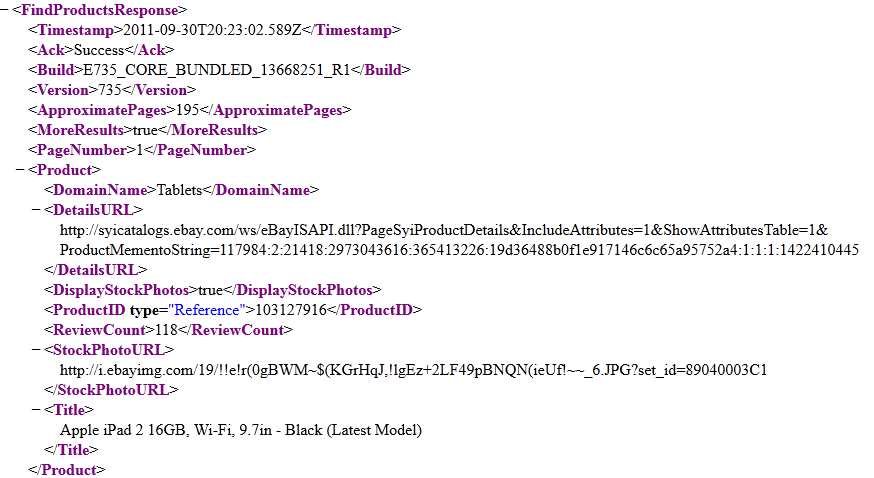 − <FindProductsResponse>
<Timestamp>2011-09-30T20:23:02.589Z</Timestamp>
<Ack>Success</Ack>
<Build>E735_CORE_BUNDLED_13668251_R1</Build>
<Version>735</Version>
<ApproximatePages>195</ApproximatePages>
<MoreResults>true</MoreResults>
<PageNumber>1</PageNumber>
− <Product>
<DomainName>Tablets</DomainName>
− <DetailsURL>
http://syicatalogs.ebay.com/ws/eBayISAPI.dll?PageSyiProductDetails&IncludeAttributes=1&ShowAttributesTable=1&
ProductMementoString=117984:2:21418:2973043616:365413226:19d36488b0f1e917146c6c65a95752a4:1:1:1:1422410445
</DetailsURL>
<DisplayStockPhotos>true</DisplayStockPhotos>
<ProductID type="Reference">103127916</ProductID>
<ReviewCount>118</ReviewCount>
− <StockPhotoURL>
http://i.ebayimg.com/19/!!e!r(0gBWM~$(KGrHqJ,!lgEz+2LF49pBNQN(ieUf!~~_6.JPG?set_id=89040003C1
</StockPhotoURL>
− <Title>
Apple iPad 2 16GB, Wi-Fi, 9.7in - Black (Latest Model)
</Title>
</Product>